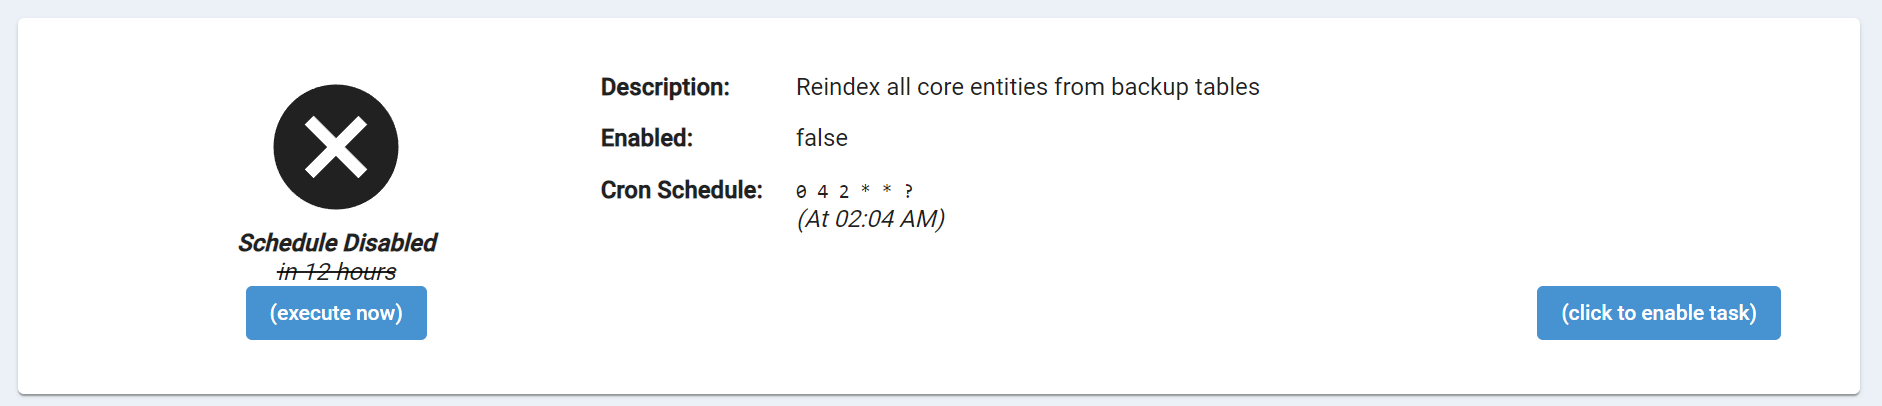 Description: Reindex all core entities from backup tables
Enabled: false
Cron Schedule: 0 4 2 * * ?
(At 02:04 AM)
Schedule Disabled
in 12 hours
(execute now)
(click to enable task)